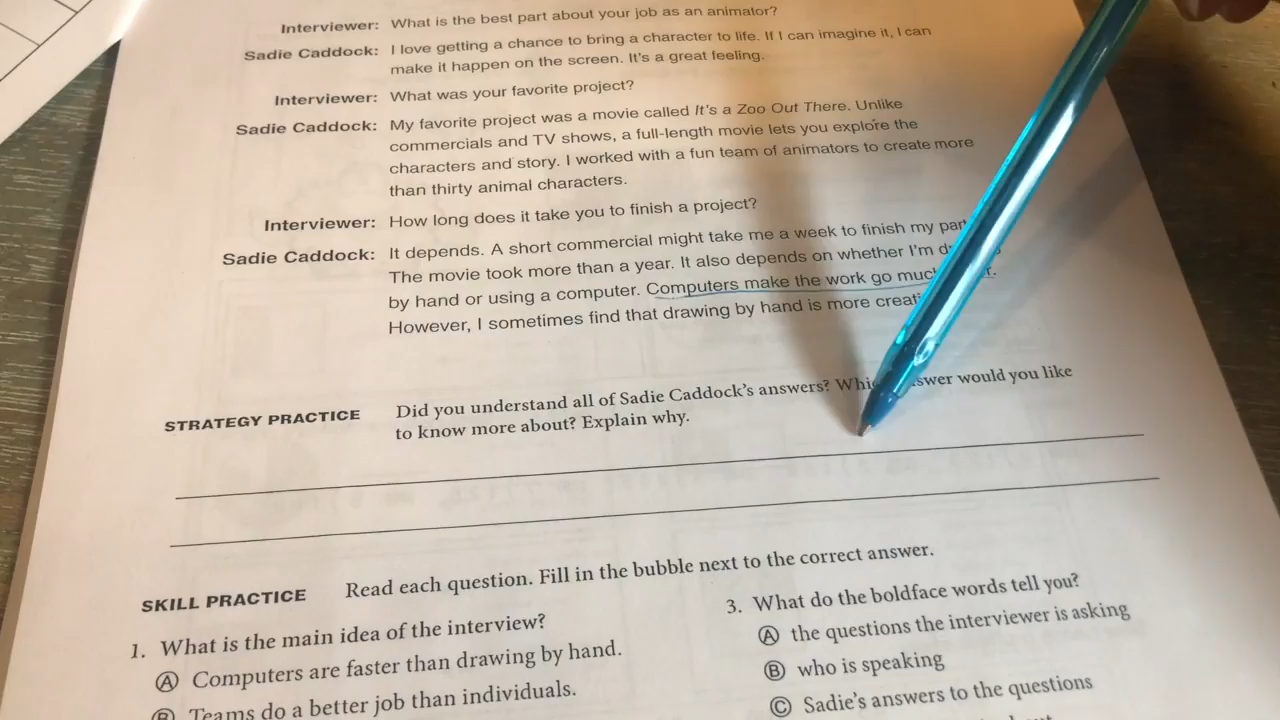 Interviewer: What is the best part about your job as an animator?
Sadie Caddock: I love getting a chance to bring a character to life. If I can imagine it, I can
make it happen on the screen. It's a great feeling.
Interviewer: What was your favorite project?
Sadie Caddock: My favorite project was a movie called It's a Zoo Out There. Unlike
commercials and TV shows, a full-length movie lets you explore the
characters and story. I worked with a fun team of animators to create more
than thirty animal characters.
Interviewer: How long does it take you to finish a project?
Sadie Caddock: It depends. A short commercial might take me a week to finish my
The movie took more than a year. It also depends on whether I'm
by hand or using a computer. Computers make the work go
However, I sometimes find that drawing by hand is more
STRATEGY PRACTICE Did you understand all of Sadie Caddock's answers? would you like
to know more about? Explain why.
SKILL PRACTICE Read each question. Fill in the bubble next to the correct answer.
1. What is the main idea of the interview?
Ⓐ Computers are faster than drawing by hand.
Ⓑ Teams do a better job than individuals.
3. What do the boldface words tell you?
Ⓐ the questions the interviewer is asking
Ⓑ who is speaking
Ⓒ Sadie's answers to the questions